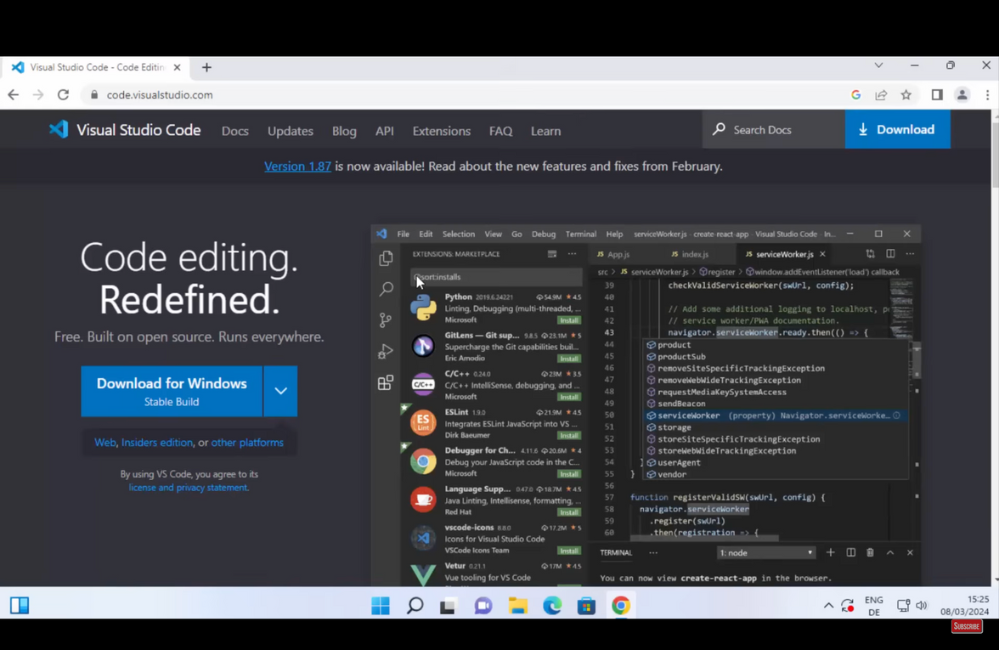 Visual Studio Code - Code Editin
code.visualstudio.com
Visual Studio Code Docs Updates Blog API Extensions FAQ Learn Search Docs Download
Version 1.87 is now available! Read about the new features and fixes from February.
Code editing.
Redefined.
Free. Built on open source. Runs everywhere.
Download for Windows
Stable Build
Web, Insiders edition, or other platforms
By using VS Code, you agree to its
license and privacy statement.
File Edit Selection View Go Debug Terminal Help serviceWorker.js - create-react-app - Visual Studio Code - In...
EXTENSIONS: MARKETPLACE
@sort:installs
Python 2019.6.24221 54.9M 4.5
Linting, Debugging (multi-threaded, ...
Microsoft Install
GitLens — Git sup... 9.8.5 23.1M 5
Supercharge the Git capabilities buil...
Eric Amodio Install
C/C++ 0.24.0 23M 3.5
C/C++ IntelliSense, debugging, and ...
Microsoft Install
ESLint 1.9.0 21.9M 4.5
Integrates ESLint JavaScript into VS ...
Dirk Baeumer Install
Debugger for Ch... 4.11.6 20.6M 4
Debug your JavaScript code in the C...
Microsoft Install
Language Supp... 0.47.0 18.7M 4.5
Java Linting, Intellisense, formatting, ...
Red Hat Install
vscode-icons 8.8.0 17.2M 5
Icons for Visual Studio Code
VSCode Icons Team Install
Vetur 0.21.1 17M 4.5
Vue tooling for VS Code
JS App.js JS index.js JS serviceWorker.js
src > JS serviceWorker.js > register > window.addEventListener('load') callback
39 checkValidServiceWorker(swUrl, config);
40
41 // Add some additional logging to localhost, p
42 // service worker/PWA documentation.
43 navigator.serviceWorker.ready.then(() => {
44 product
45 productSub
46 removeSiteSpecificTrackingException
47 removeWebWideTrackingException
48 requestMediaKeySystemAccess
49 sendBeacon
50 serviceWorker (property) Navigator.serviceWorke...
51 storage
52 storeSiteSpecificTrackingException
53 storeWebWideTrackingException
54 } userAgent
55 } vendor
56
57 function registerValidSW(swUrl, config) {
58 navigator.serviceWorker
59 .register(swUrl)
60 .then(registration => {
TERMINAL ... 1: node
You can now view create-react-app in the browser.
ENG
DE
15:25
08/03/2024
SUBSCRIBE